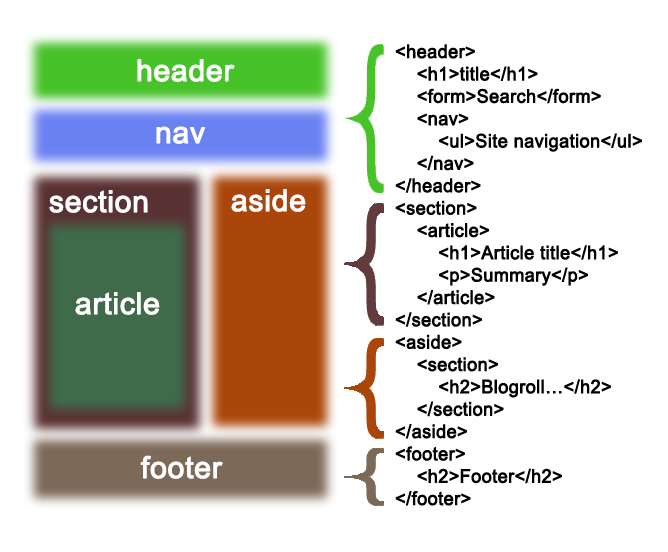 header
nav
section
aside
article
footer
<header>
<h1>title</h1>
<form>Search</form>
<nav>
<ul>Site navigation</ul>
</nav>
</header>
<section>
<article>
<h1>Article title</h1>
<p>Summary</p>
</article>
</section>
<aside>
<section>
<h2>Blogroll…</h2>
</section>
</aside>
<footer>
<h2>Footer</h2>
</footer>